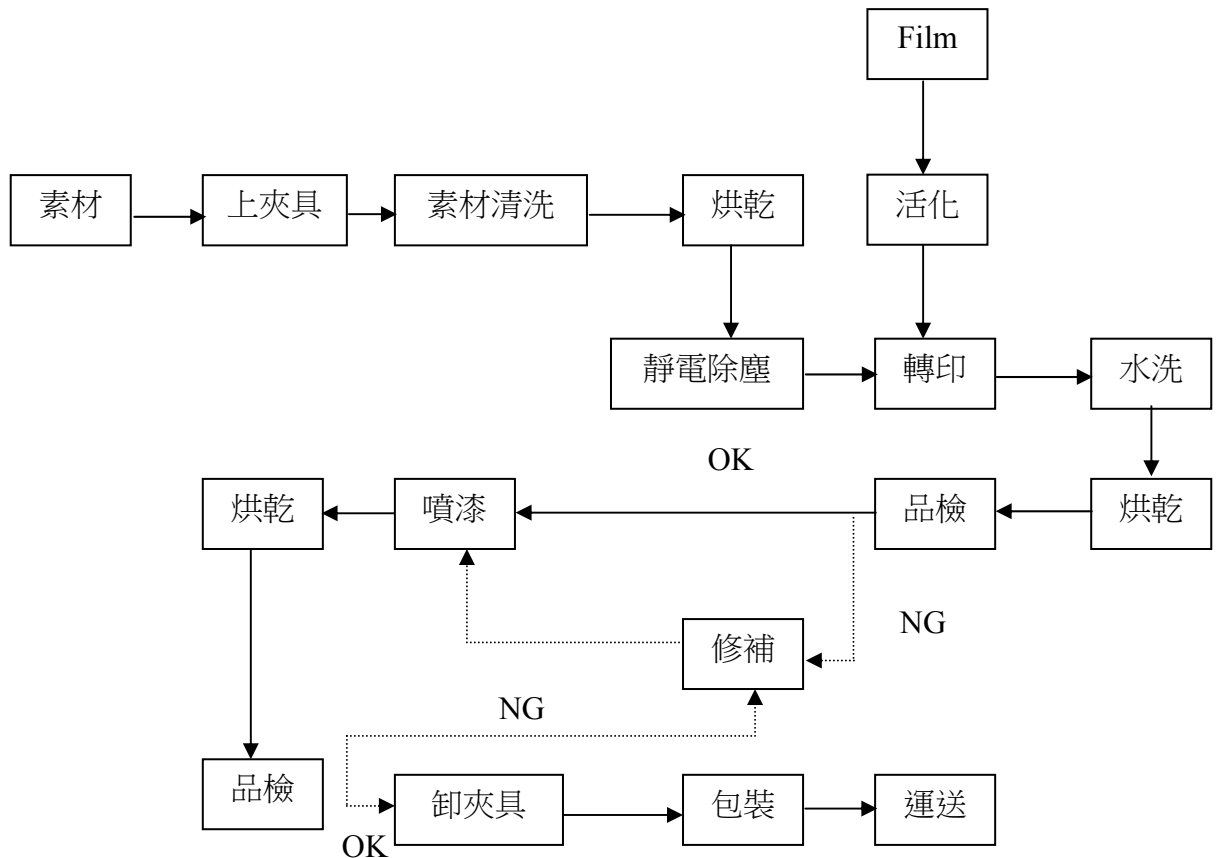 Film
素材
上夾具
素材清洗
烘乾
活化
靜電除塵
轉印
水洗
OK
烘乾
噴漆
品檢
烘乾
修補
NG
NG
品檢
卸夾具
包裝
運送
OK